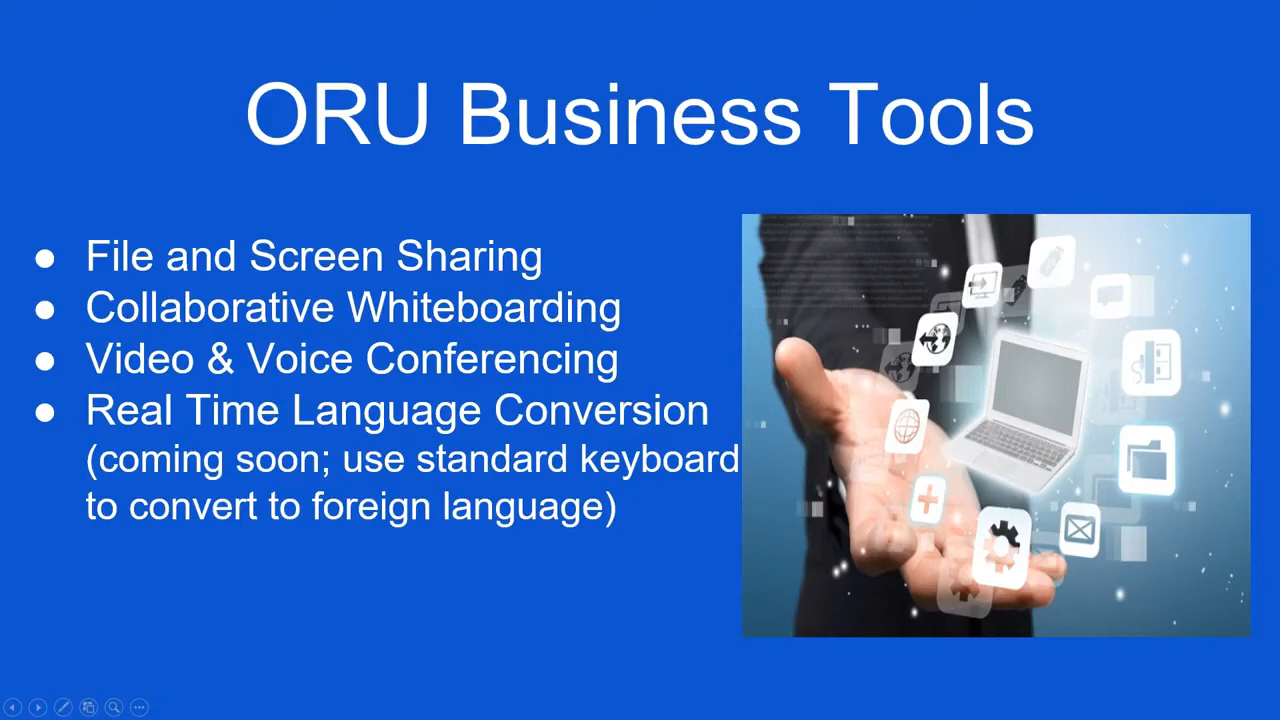 ORU Business Tools
● File and Screen Sharing
● Collaborative Whiteboarding
● Video & Voice Conferencing
● Real Time Language Conversion
(coming soon; use standard keyboard
to convert to foreign language)